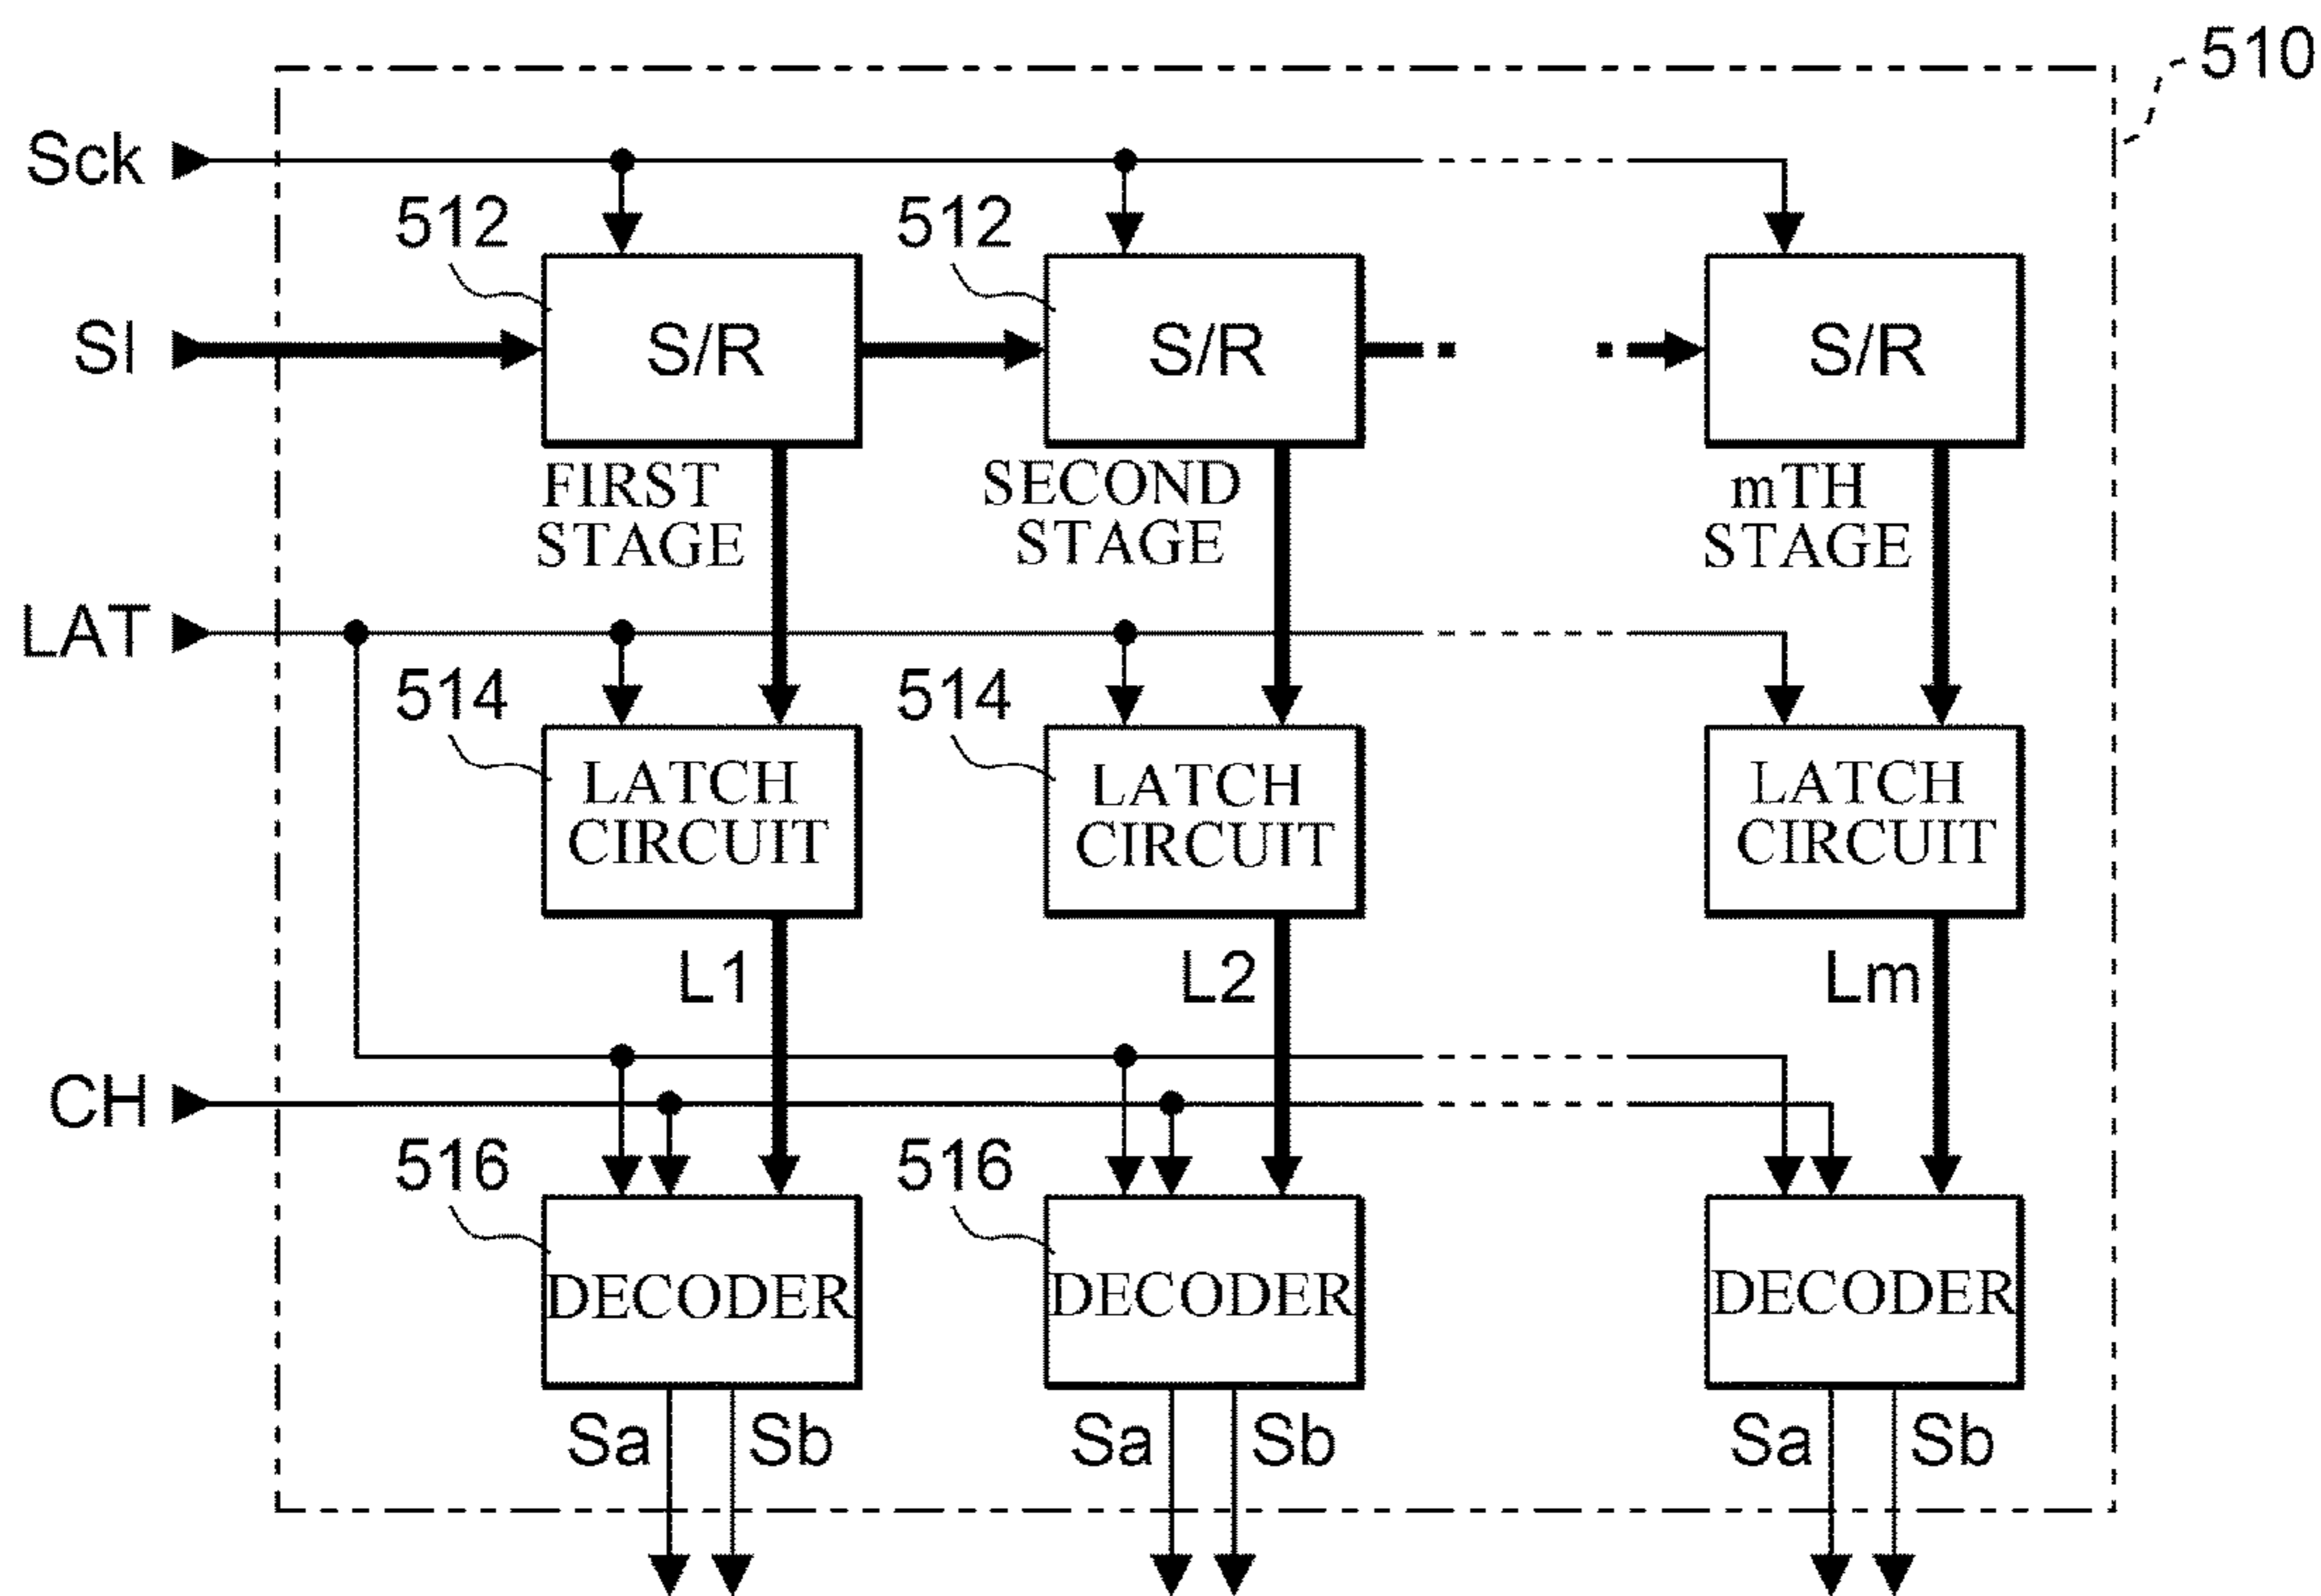 510
Sck
512
512
SI
S/R
S/R
S/R
FIRST
STAGE
SECOND
STAGE
mTH
STAGE
LAT
514
514
LATCH
CIRCUIT
LATCH
CIRCUIT
LATCH
CIRCUIT
L1
L2
Lm
CH
516
516
DECODER
DECODER
DECODER
Sa
Sb
Sa
Sb
Sa
Sb